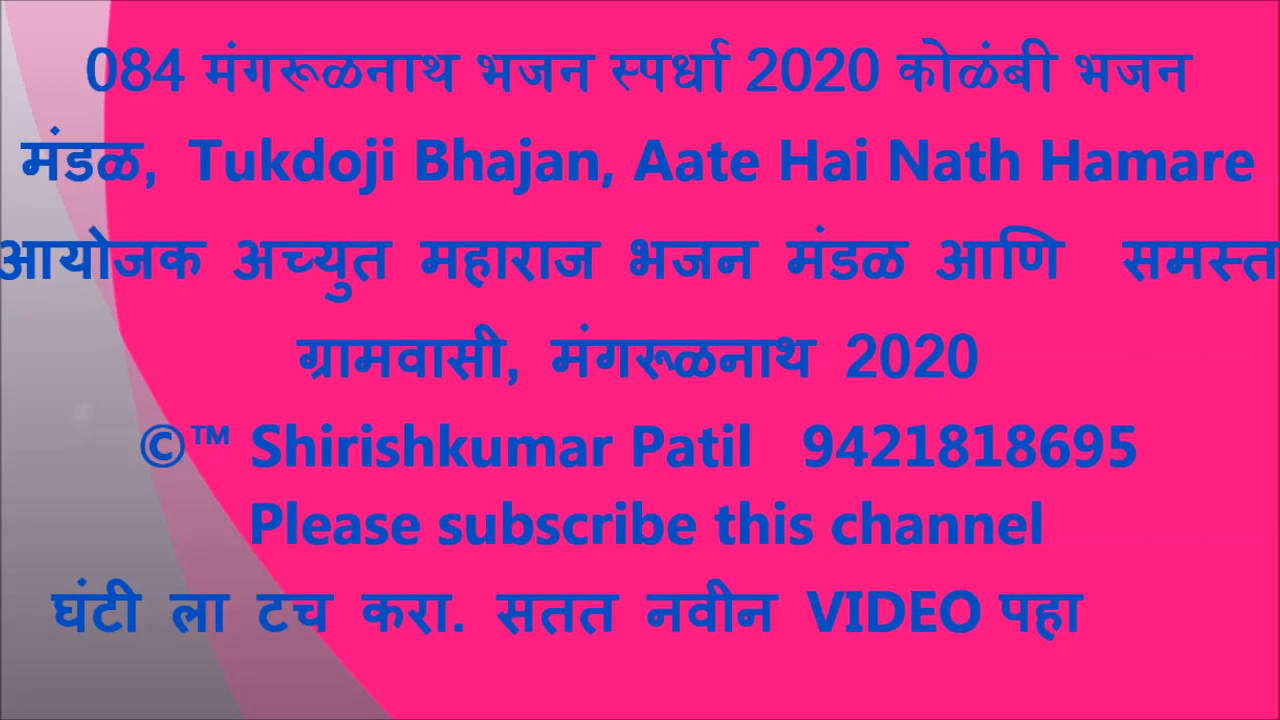 084 मंगरूळनाथ भजन स्पर्धा 2020 कोळंबी भजन
मंडळ, Tukdoji Bhajan, Aate Hai Nath Hamare
आयोजक अच्युत महाराज भजन मंडळ आणि समस्त
ग्रामवासी, मंगरूळनाथ 2020
©™ Shirishkumar Patil 9421818695
Please subscribe this channel
घंटी ला टच करा. सतत नवीन VIDEO पहा